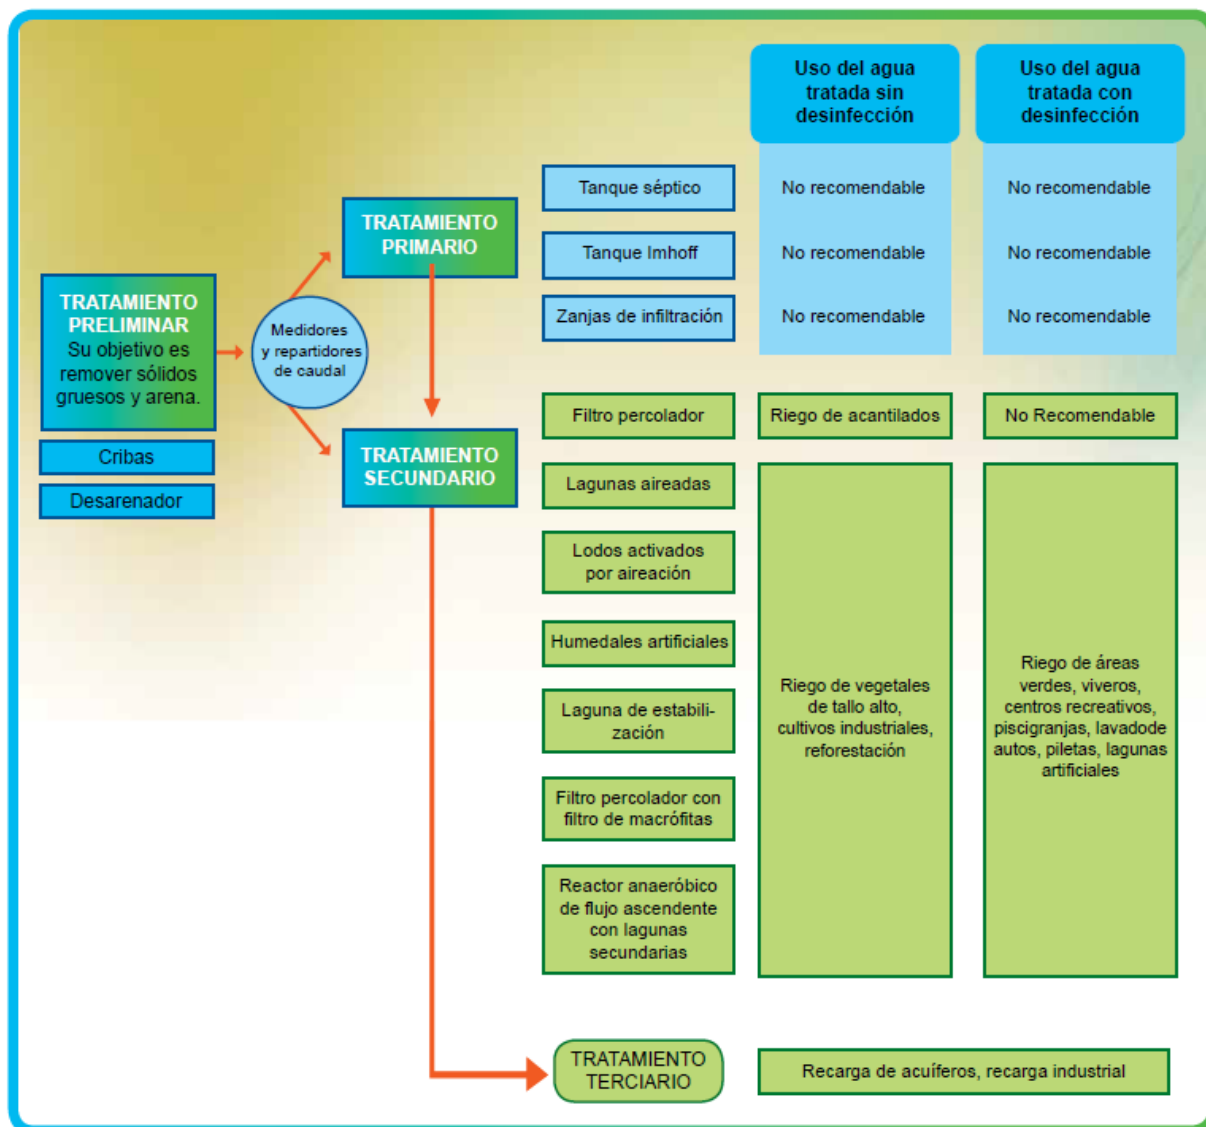 Uso del agua
tratada sin
desinfección
Uso del agua
tratada con
desinfección
Tanque séptico
No recomendable
No recomendable
TRATAMIENTO
PRIMARIO
Tanque Imhoff
No recomendable
No recomendable
Zanjas de infiltración
No recomendable
No recomendable
TRATAMIENTO
PRELIMINAR
Su objetivo es
remover sólidos
gruesos y arena.
Medidores
y repartidores
de caudal
Cribas
Desarenador
TRATAMIENTO
SECUNDARIO
Filtro percolador
Riego de acantilados
No Recomendable
Lagunas aireadas
Lodos activados
por aireación
Humedales artificiales
Laguna de estabili-
zación
Filtro percolador con
filtro de macrófitas
Reactor anaeróbico
de flujo ascendente
con lagunas
secundarias
Riego de vegetales
de tallo alto,
cultivos industriales,
reforestación
Riego de áreas
verdes, viveros,
centros recreativos,
piscigranjas, lavadode
autos, piletas, lagunas
artificiales
TRATAMIENTO
TERCIARIO
Recarga de acuíferos, recarga industrial